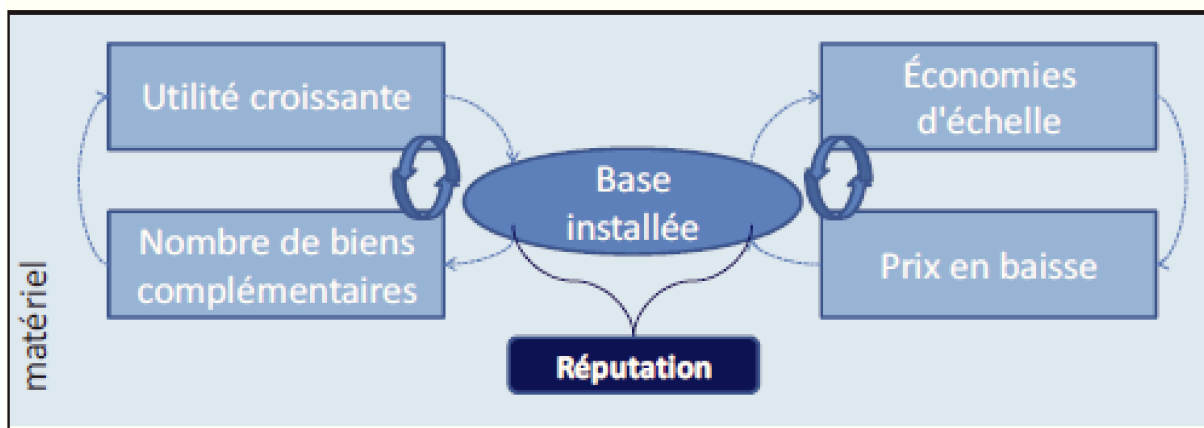 Utilité croissante
Économies
d'échelle
Base
installée
Nombre de biens
complémentaires
Prix en baisse
matériel
Réputation